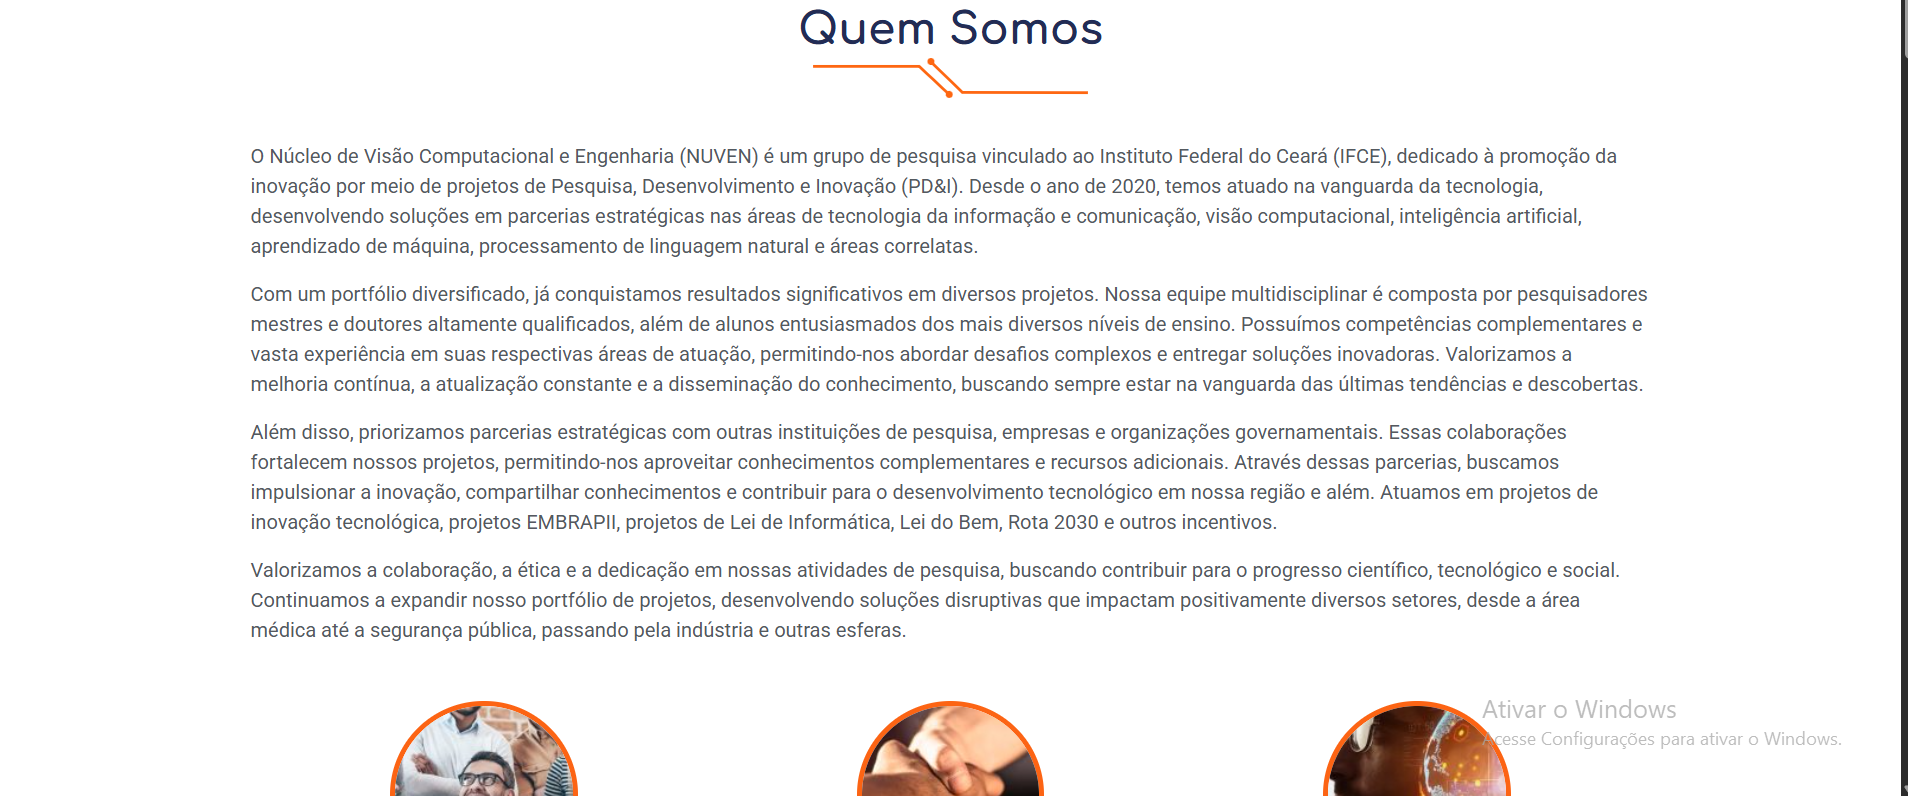 Quem Somos
O Núcleo de Visão Computacional e Engenharia (NUVEN) é um grupo de pesquisa vinculado ao Instituto Federal do Ceará (IFCE), dedicado à promoção da
inovação por meio de projetos de Pesquisa, Desenvolvimento e Inovação (PD&I). Desde o ano de 2020, temos atuado na vanguarda da tecnologia,
desenvolvendo soluções em parcerias estratégicas nas áreas de tecnologia da informação e comunicação, visão computacional, inteligência artificial,
aprendizado de máquina, processamento de linguagem natural e áreas correlatas.
Com um portfólio diversificado, já conquistamos resultados significativos em diversos projetos. Nossa equipe multidisciplinar é composta por pesquisadores
mestres e doutores altamente qualificados, além de alunos entusiasmados dos mais diversos níveis de ensino. Possuímos competências complementares e
vasta experiência em suas respectivas áreas de atuação, permitindo-nos abordar desafios complexos e entregar soluções inovadoras. Valorizamos a
melhoria contínua, a atualização constante e a disseminação do conhecimento, buscando sempre estar na vanguarda das últimas tendências e descobertas.
Além disso, priorizamos parcerias estratégicas com outras instituições de pesquisa, empresas e organizações governamentais. Essas colaborações
fortalecem nossos projetos, permitindo-nos aproveitar conhecimentos complementares e recursos adicionais. Através dessas parcerias, buscamos
impulsionar a inovação, compartilhar conhecimentos e contribuir para o desenvolvimento tecnológico em nossa região e além. Atuamos em projetos de
inovação tecnológica, projetos EMBRAPII, projetos de Lei de Informática, Lei do Bem, Rota 2030 e outros incentivos.
Valorizamos a colaboração, a ética e a dedicação em nossas atividades de pesquisa, buscando contribuir para o progresso científico, tecnológico e social.
Continuamos a expandir nosso portfólio de projetos, desenvolvendo soluções disruptivas que impactam positivamente diversos setores, desde a área
médica até a segurança pública, passando pela indústria e outras esferas.
Ativar o Windows
Acesse Configurações para ativar o Windows.